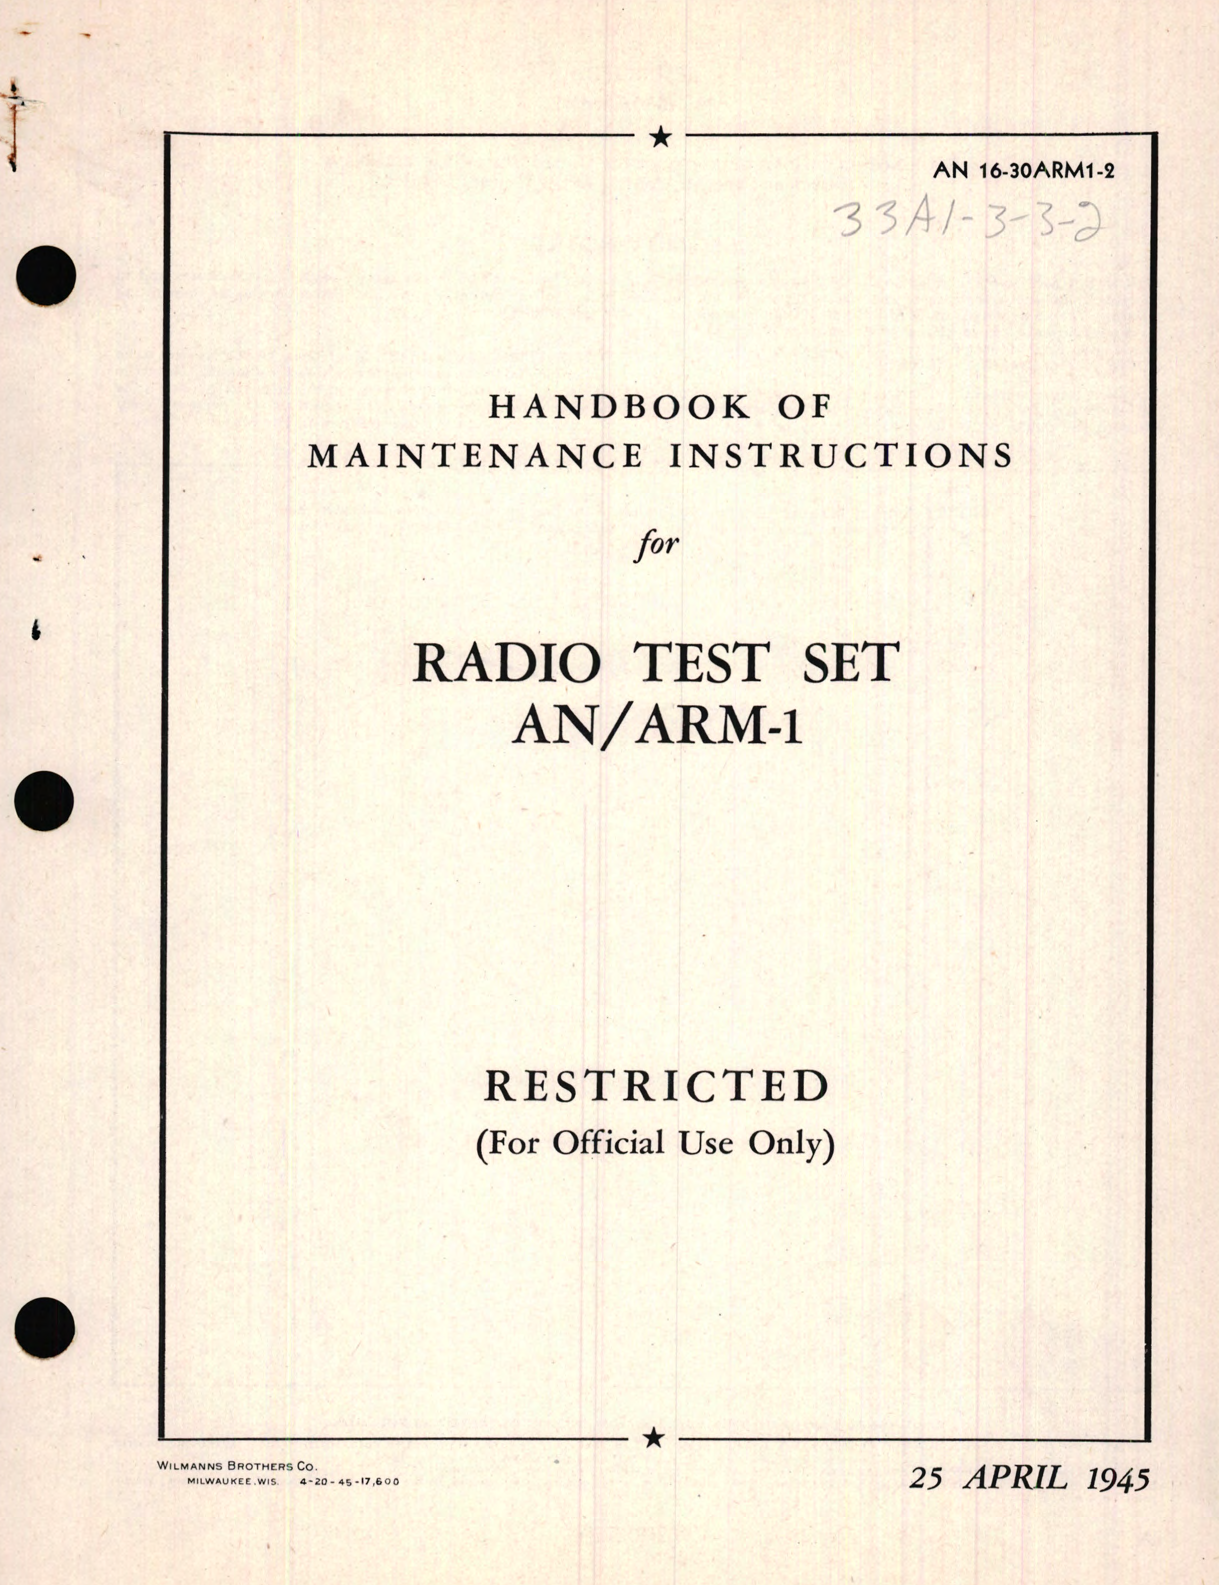 AN 16-30ARM1-2
33A1-3-3-2
HANDBOOK OF
MAINTENANCE INSTRUCTIONS
for
RADIO TEST SET
AN/ARM-1
RESTRICTED
(For Official Use Only)
WILMANNS BROTHERS CO.
MILWAUKEE, WIS. 4-20-45-17,600
25 APRIL 1945